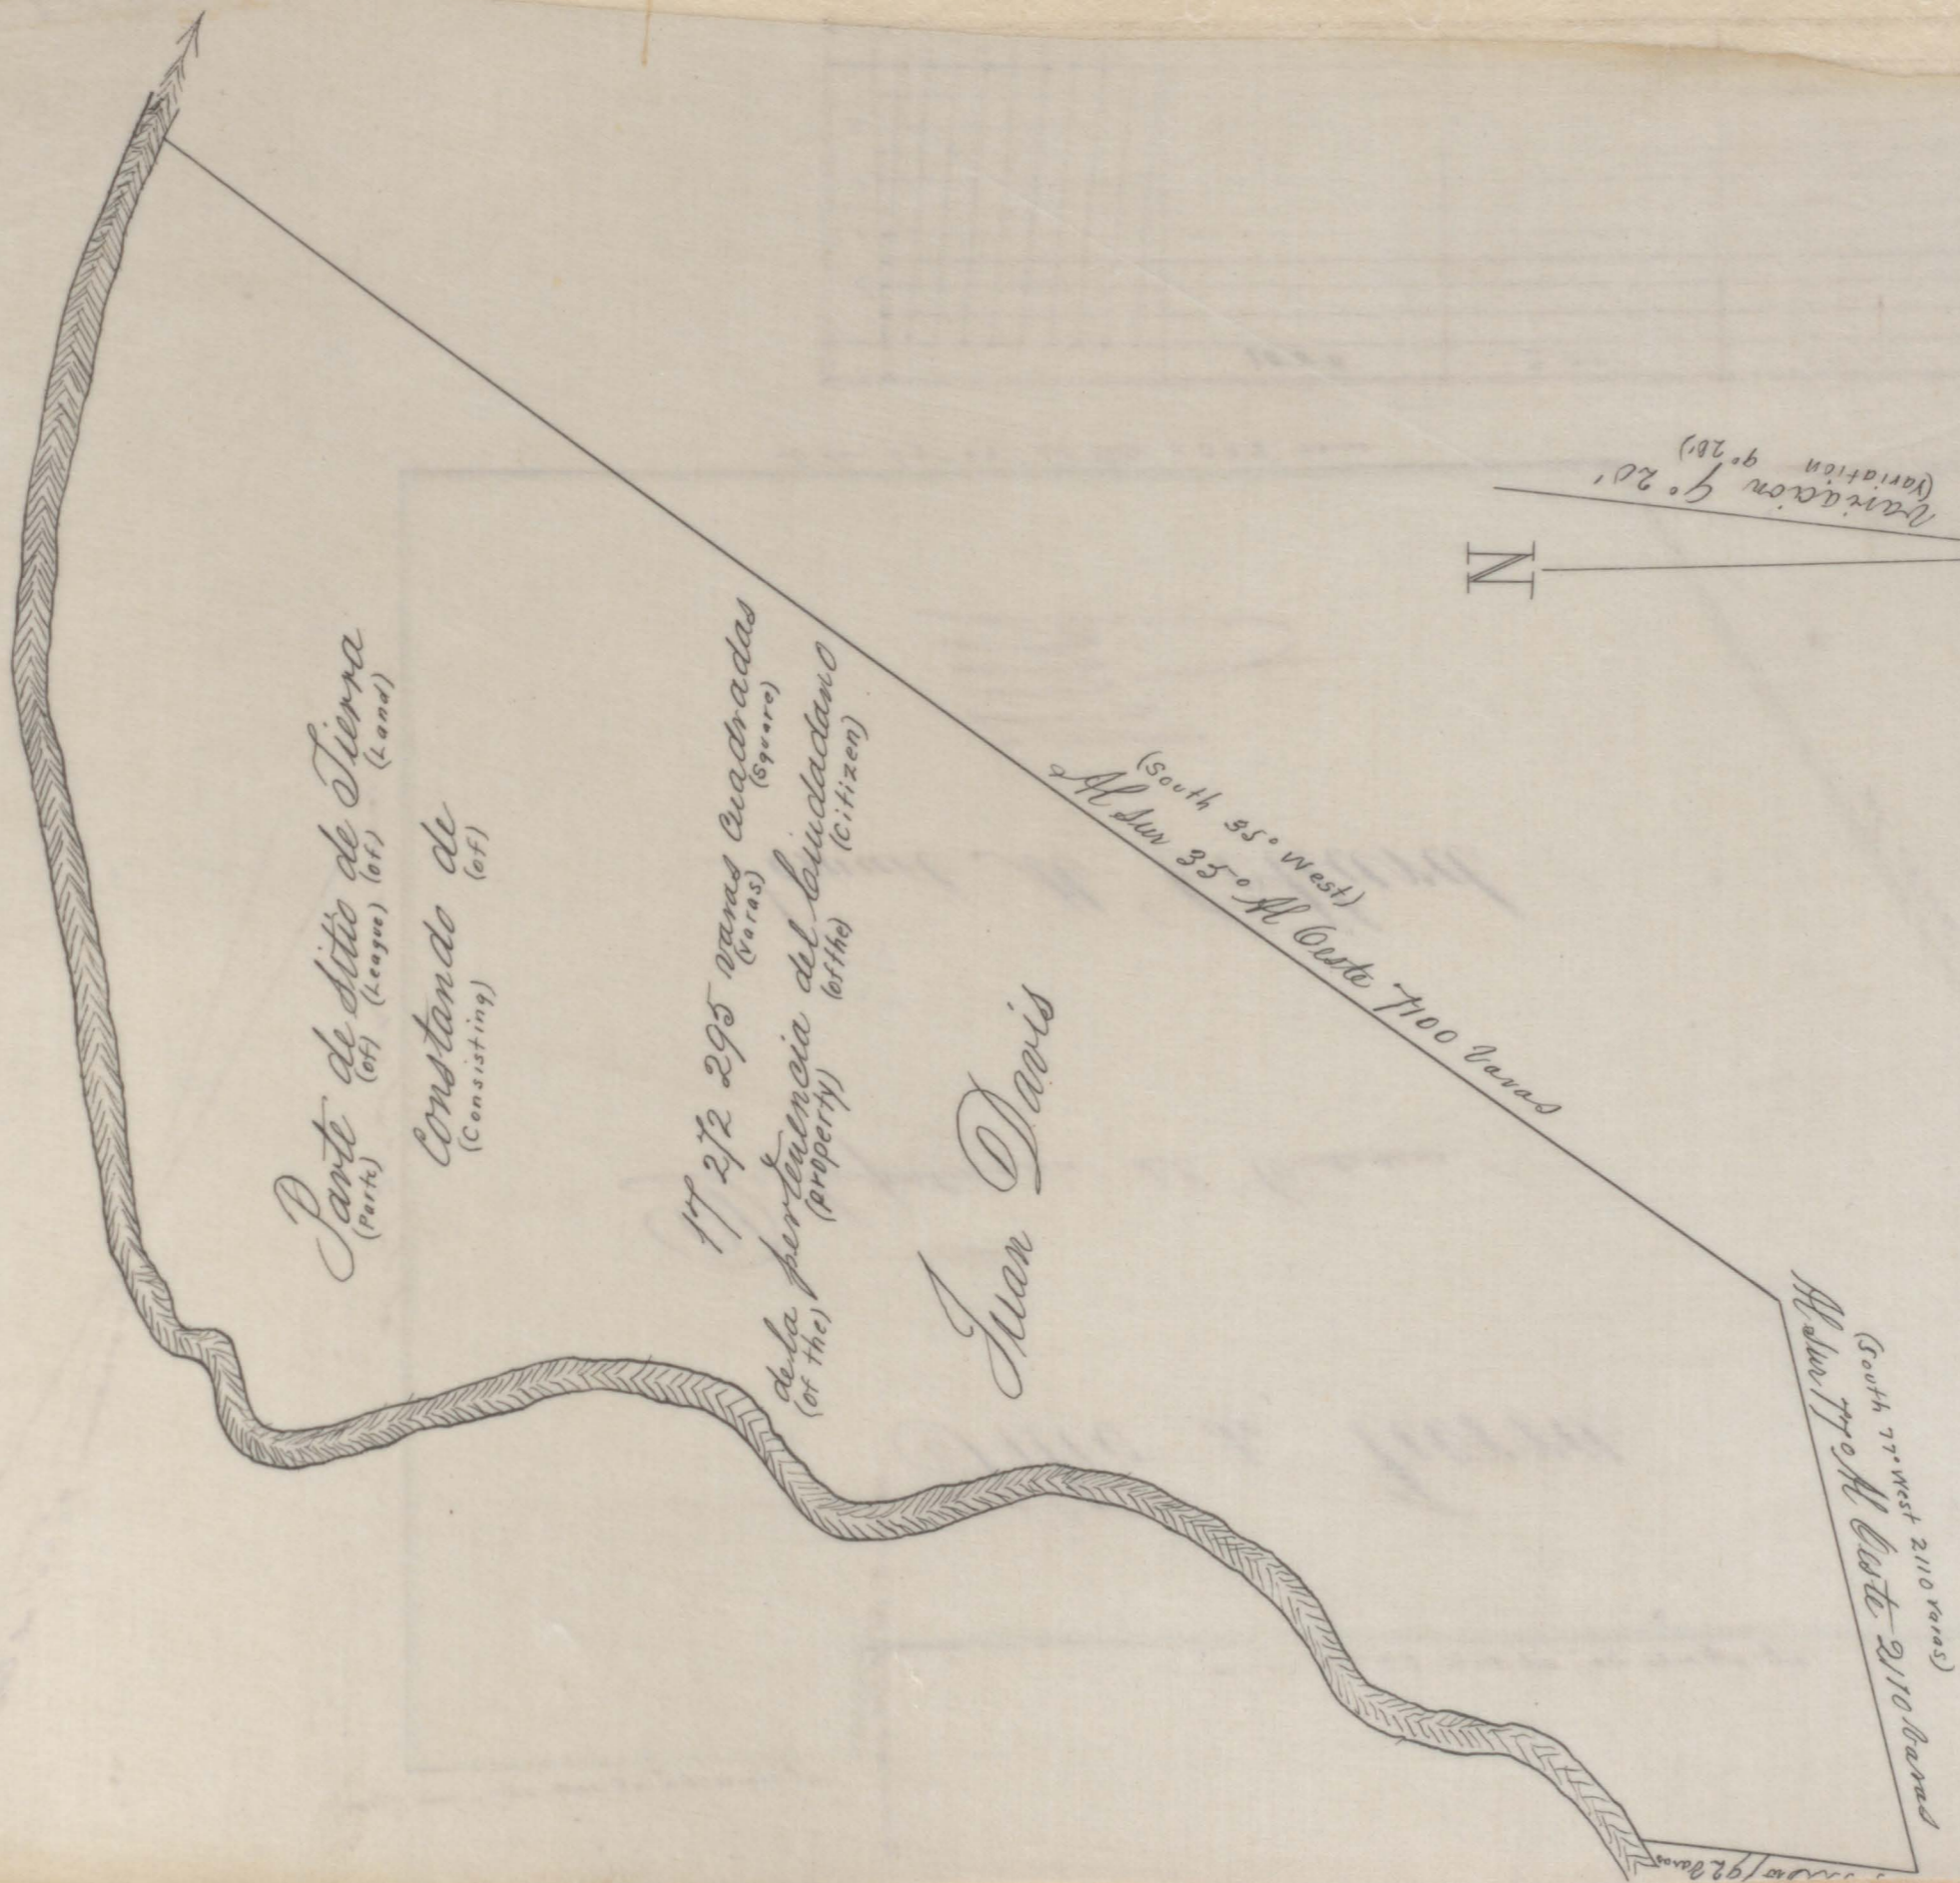 Parte de Sitio de Tierra
(Parte) (of) (League) (of) (Land)
Constando de
(Consisting) (of)
17 272 295 varas cuadradas
(varas) (square)
de la pertenencia del Ciudadano
(of the) (property) (of the) (Citizen)
Juan Davis
(South 35° West)
Al Sur 35° Al Oeste 7100 Varas
(South 77° West 2110 varas)
Al Sur 77° Al Oeste 2110 Varas
192 Varas
N
Variacion 9° 20'
(Variation 9° 20')